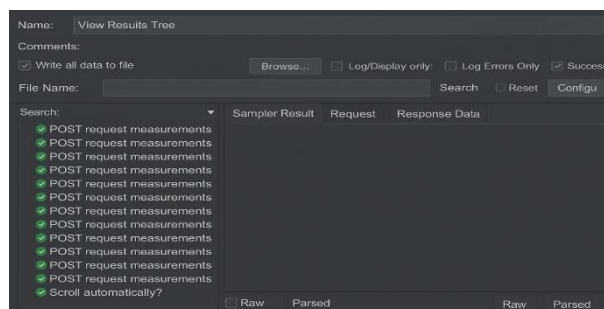 Name: View Results Tree
Comments:
Write all data to file Browse... Log/Display only: Log Errors Only Succes
File Name: Search Reset Configu
Search:
Sampler Result Request Response Data
POST request measurements
POST request measurements
POST request measurements
POST request measurements
POST request measurements
POST request measurements
POST request measurements
POST request measurements
POST request measurements
POST request measurements
POST request measurements
POST request measurements
Scroll automatically?
Raw Parsed Raw Parsed